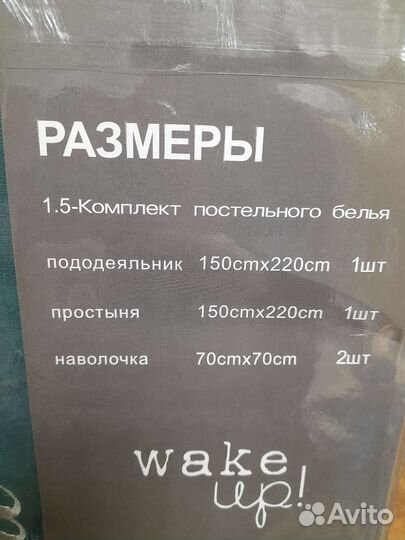 РАЗМЕРЫ
1.5-Комплект постельного белья
пододеяльник 150cmx220cm 1шт
простыня 150cmx220cm 1шт
наволочка 70cmx70cm 2шт
wake
up!
Avito